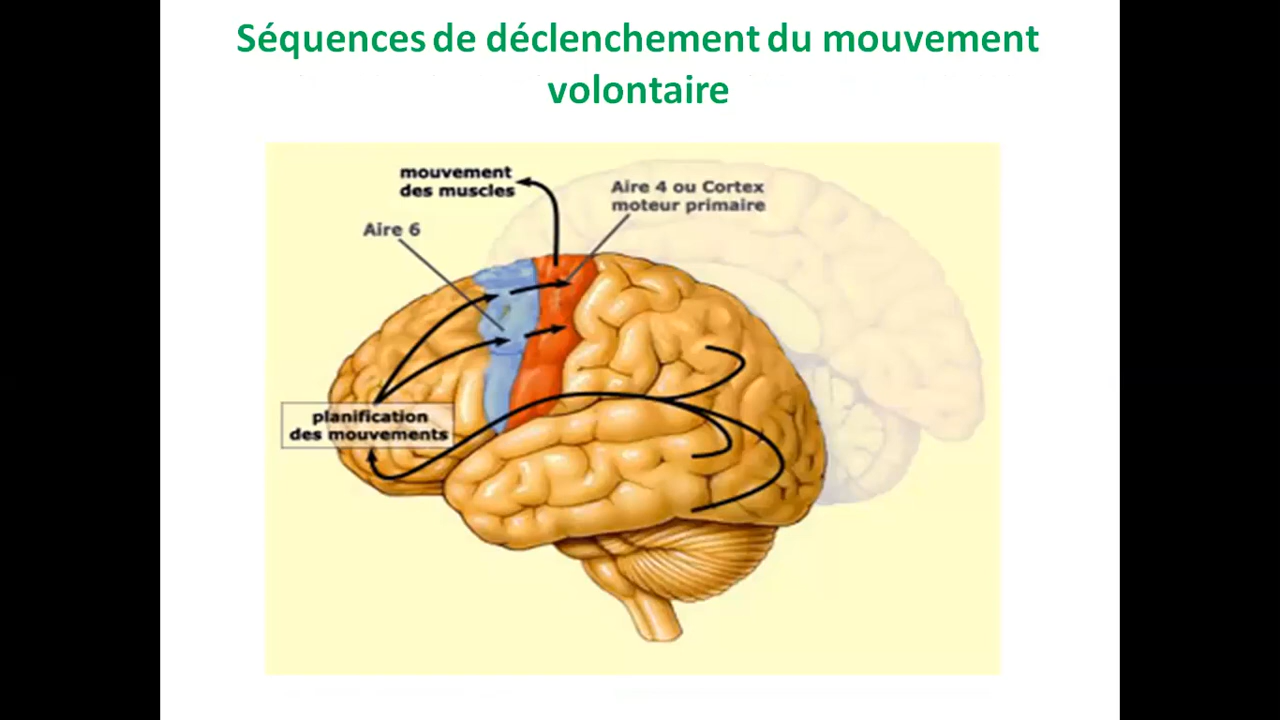 Séquences de déclenchement du mouvement
volontaire
mouvement
des muscles
Aire 4 ou Cortex
moteur primaire
Aire 6
planification
des mouvements